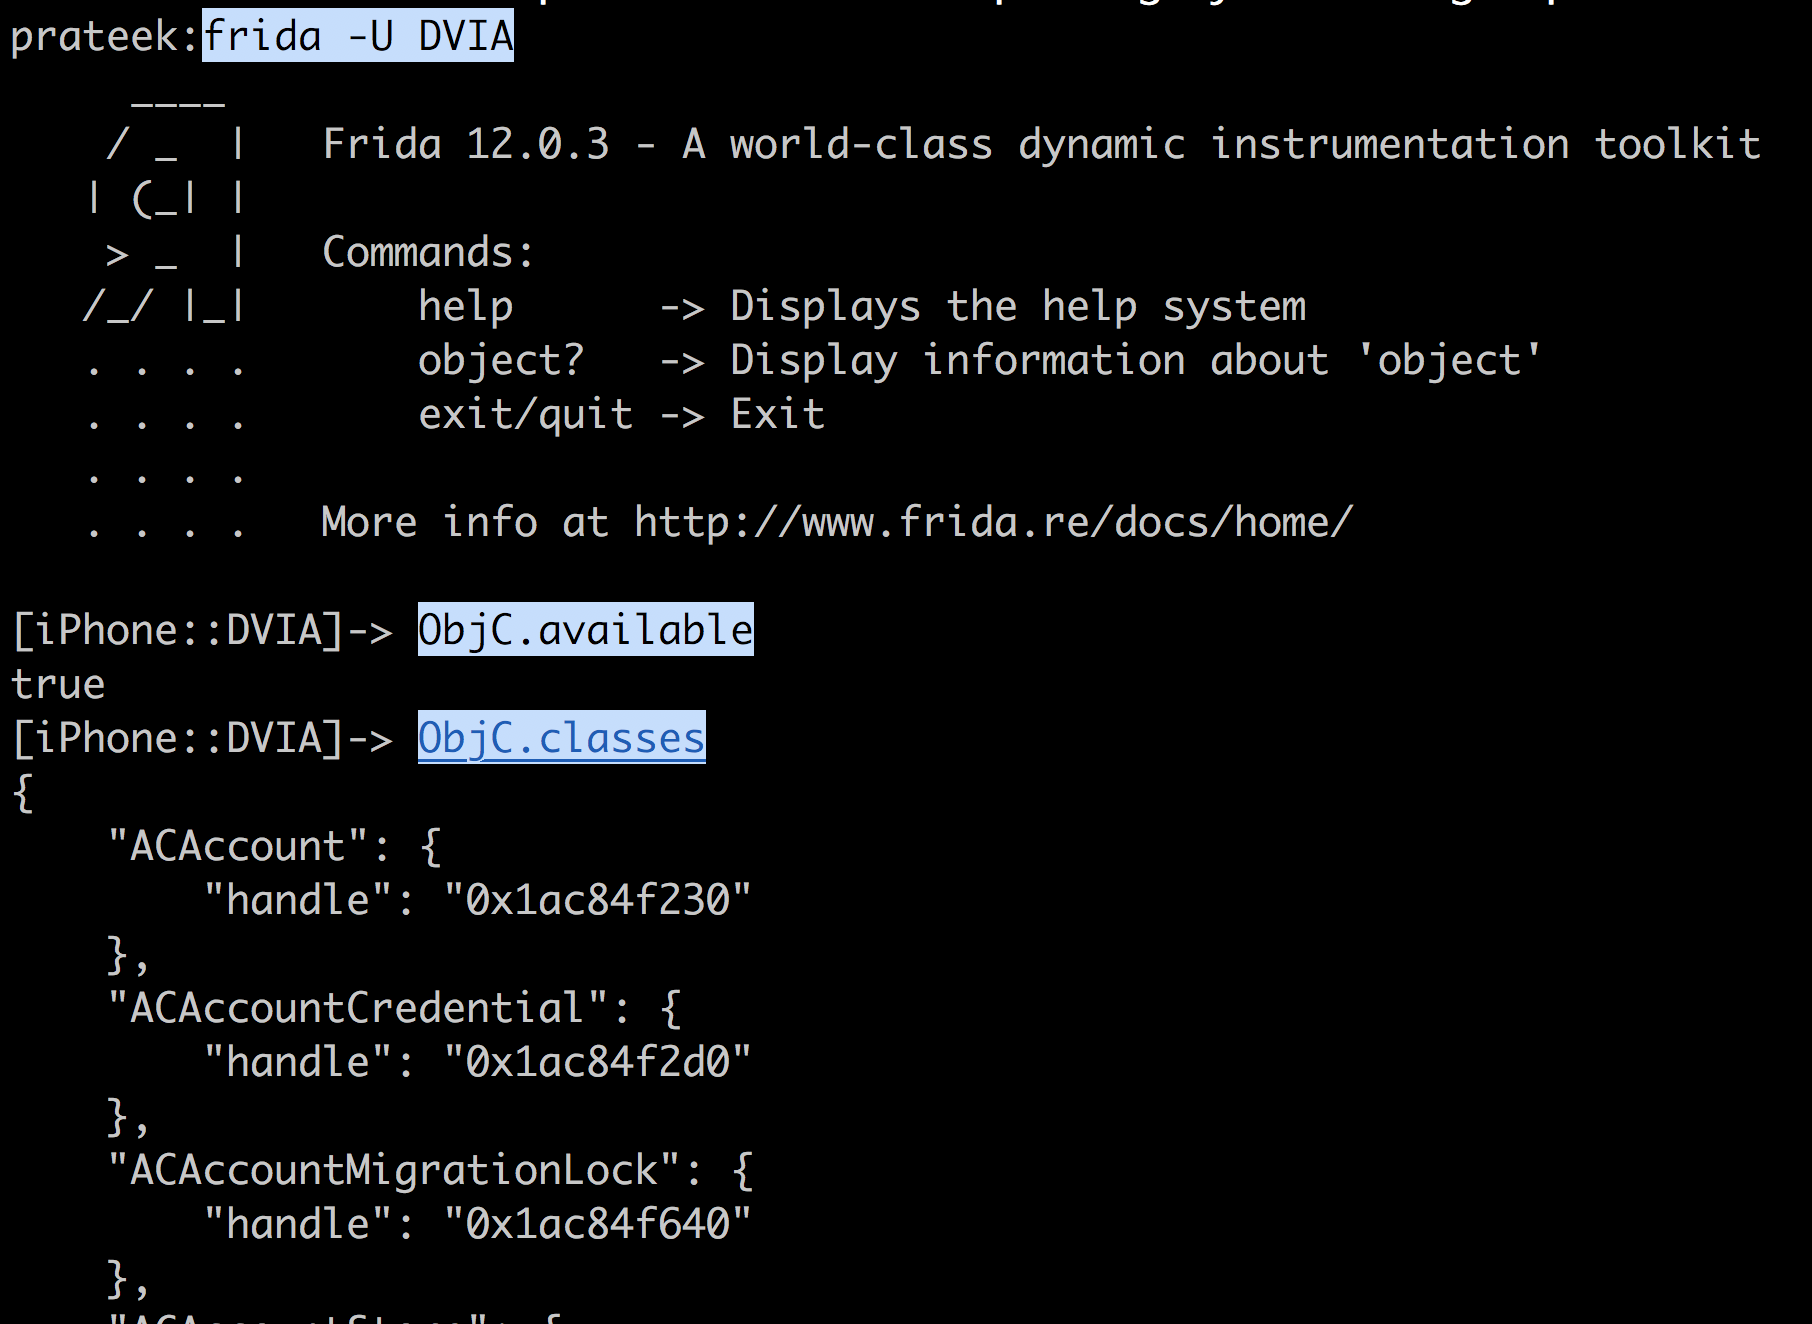 prateek:frida -U DVIA
     ____
    / _  |   Frida 12.0.3 - A world-class dynamic instrumentation toolkit
   | (_| |
    > _  |   Commands:
   /_/ |_|       help      -> Displays the help system
   . . . .       object?   -> Display information about 'object'
   . . . .       exit/quit -> Exit
   . . . .
   . . . .   More info at http://www.frida.re/docs/home/
[iPhone::DVIA]-> ObjC.available
true
[iPhone::DVIA]-> ObjC.classes
{
    "ACAccount": {
        "handle": "0x1ac84f230"
    },
    "ACAccountCredential": {
        "handle": "0x1ac84f2d0"
    },
    "ACAccountMigrationLock": {
        "handle": "0x1ac84f640"
    },